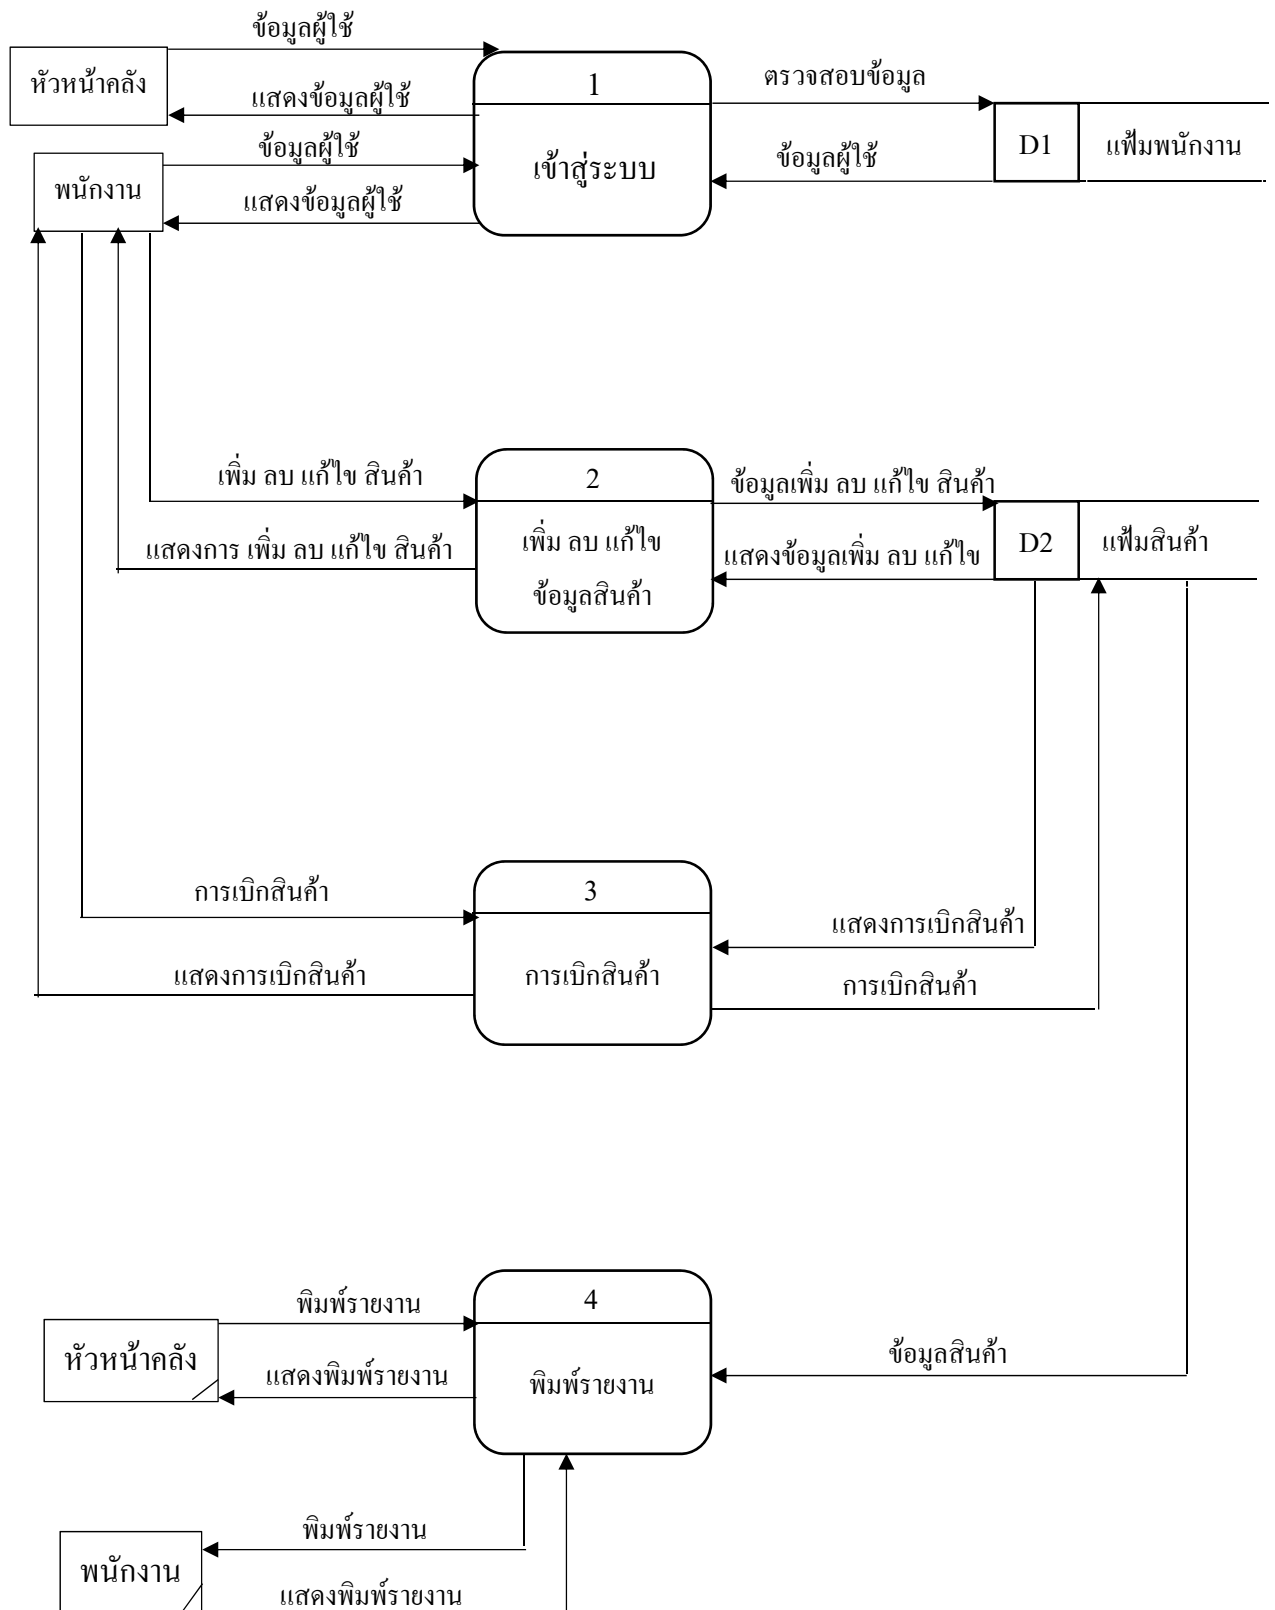 ข้อมูลผู้ใช้
หัวหน้าคลัง
1
ตรวจสอบข้อมูล
แสดงข้อมูลผู้ใช้
D1
แฟ้มพนักงาน
ข้อมูลผู้ใช้
เข้าสู่ระบบ
ข้อมูลผู้ใช้
พนักงาน
แสดงข้อมูลผู้ใช้
เพิ่ม ลบ แก้ไข สินค้า
2
ข้อมูลเพิ่ม ลบ แก้ไข สินค้า
แสดงการ เพิ่ม ลบ แก้ไข สินค้า
เพิ่ม ลบ แก้ไข
ข้อมูลสินค้า
แสดงข้อมูลเพิ่ม ลบ แก้ไข
D2
แฟ้มสินค้า
การเบิกสินค้า
3
แสดงการเบิกสินค้า
แสดงการเบิกสินค้า
การเบิกสินค้า
การเบิกสินค้า
พิมพ์รายงาน
4
หัวหน้าคลัง
แสดงพิมพ์รายงาน
พิมพ์รายงาน
ข้อมูลสินค้า
พิมพ์รายงาน
พนักงาน
แสดงพิมพ์รายงาน